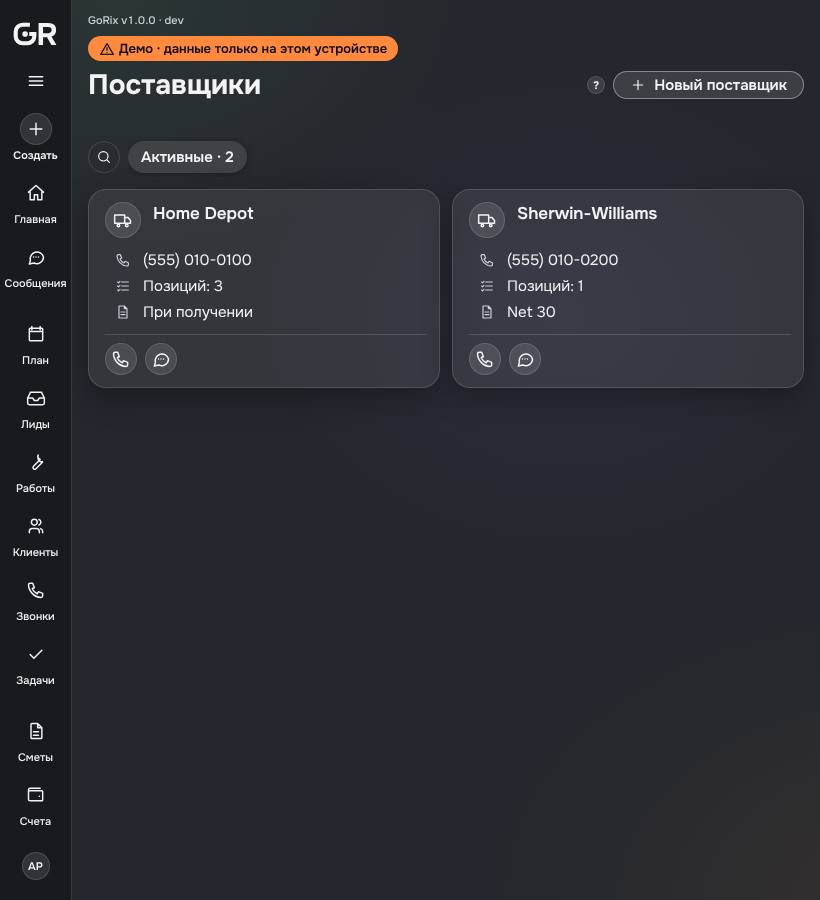 GR
GoRix v1.0.0 · dev
Демо · данные только на этом устройстве
Поставщики
?
Новый поставщик
Активные · 2
Home Depot
(555) 010-0100
Позиций: 3
При получении
Sherwin-Williams
(555) 010-0200
Позиций: 1
Net 30
Создать
Главная
Сообщения
План
Лиды
Работы
Клиенты
Звонки
Задачи
Сметы
Счета
AP